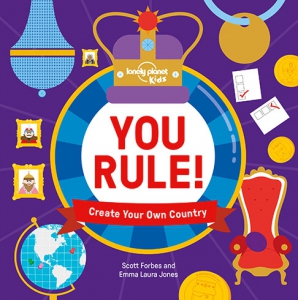 lonely planet
Kids
YOU
RULE!
Create Your Own Country
Scott Forbes and
Emma Laura Jones